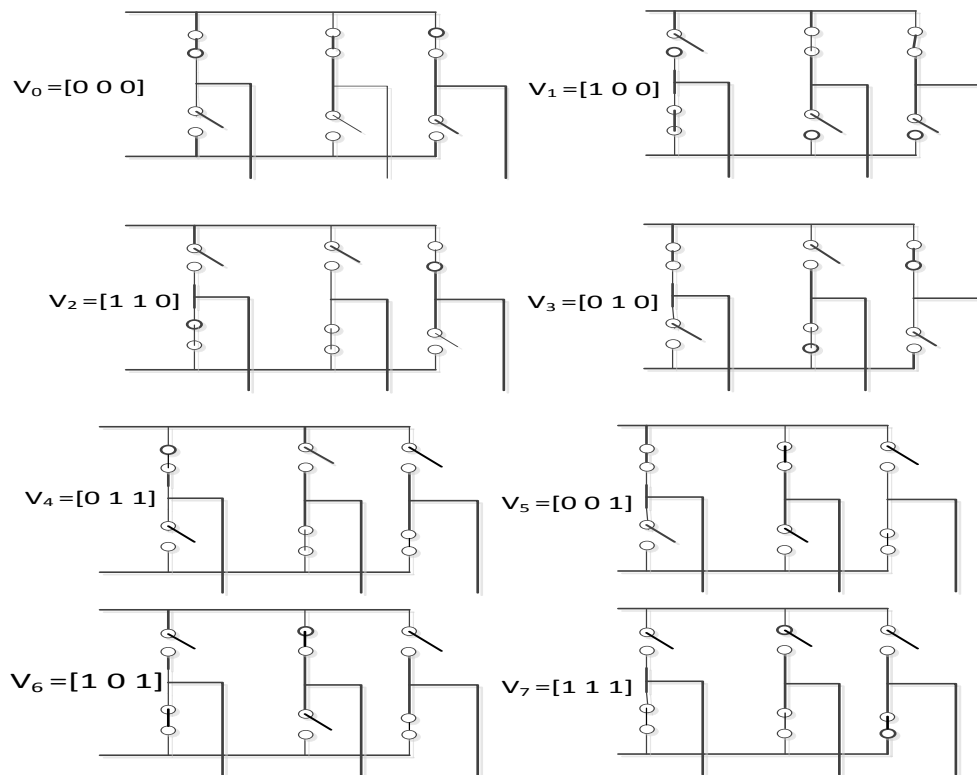 V₀ =[0 0 0]
V₁ =[1 0 0]
V₂ =[1 1 0]
V₃ =[0 1 0]
V₄ =[0 1 1]
V₅ =[0 0 1]
V₆ =[1 0 1]
V₇ =[1 1 1]